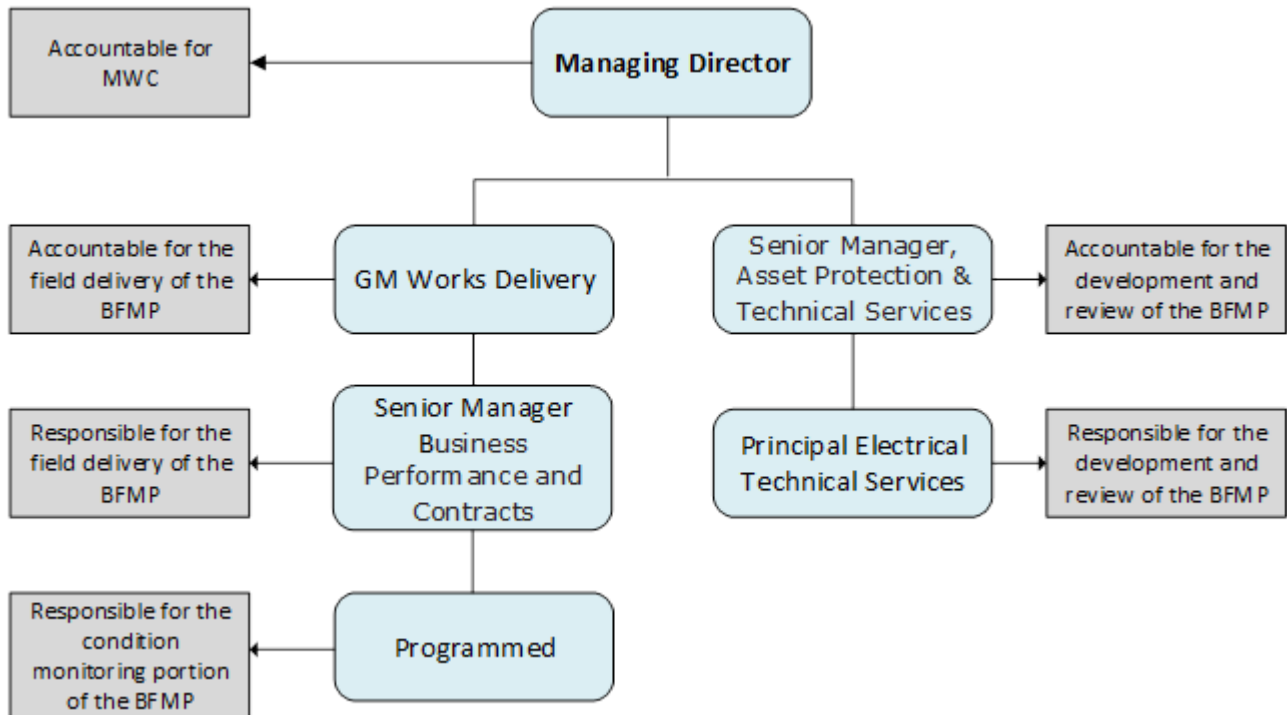 Accountable for
MWC
Managing Director
Accountable for the
field delivery of the
BFMP
GM Works Delivery
Senior Manager,
Asset Protection &
Technical Services
Accountable for the
development and
review of the BFMP
Responsible for the
field delivery of the
BFMP
Senior Manager
Business
Performance and
Contracts
Principal Electrical
Technical Services
Responsible for the
development and
review of the BFMP
Responsible for the
condition
monitoring portion
of the BFMP
Programmed